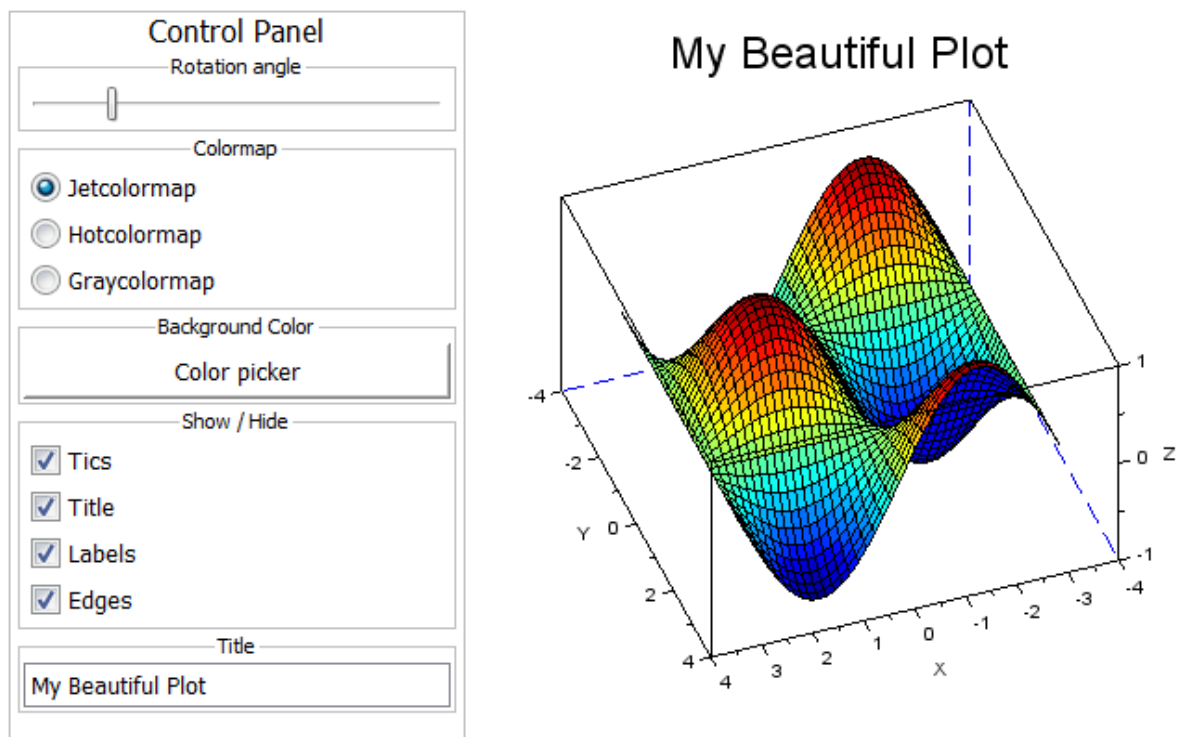 Control Panel
Rotation angle
Colormap
Jetcolormap
Hotcolormap
Graycolormap
Background Color
Color picker
Show / Hide
Tics
Title
Labels
Edges
Title
My Beautiful Plot
My Beautiful Plot
-4
-2
Y 0
2
4
4
3
2
1
0
-1
-2
-3
-4
X
1
0
-1
Z